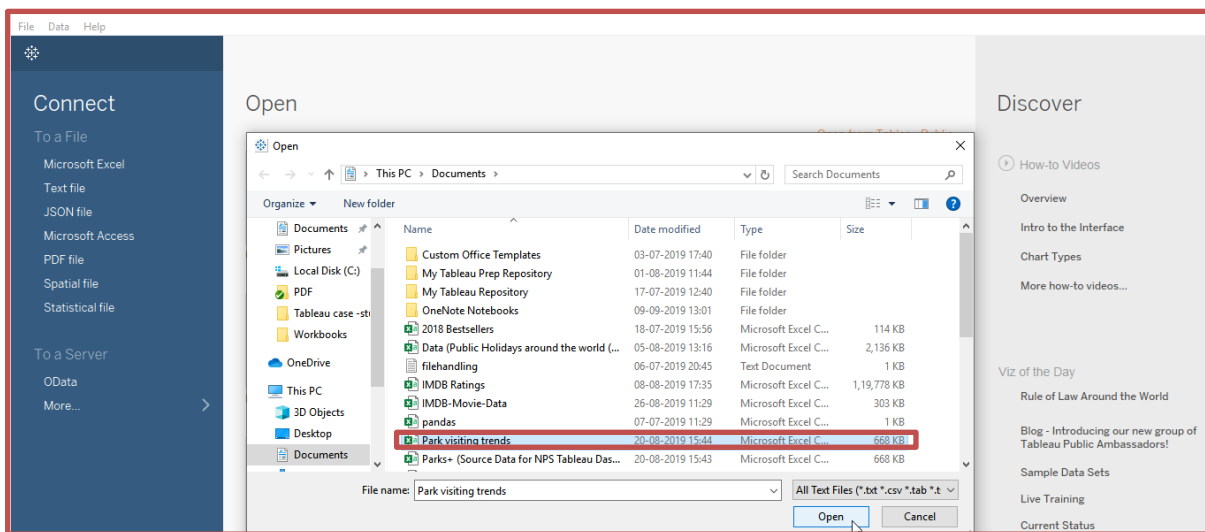 File Data Help
Connect
To a File
Microsoft Excel
Text file
JSON file
Microsoft Access
PDF file
Spatial file
Statistical file
To a Server
OData
More...
Open
Open
This PC > Documents >
Search Documents
Organize
New folder
Documents
Pictures
Local Disk (C:)
PDF
Tableau case -st
Workbooks
OneDrive
This PC
3D Objects
Desktop
Documents
Name Date modified Type Size
Custom Office Templates 03-07-2019 17:40 File folder
My Tableau Prep Repository 01-08-2019 11:44 File folder
My Tableau Repository 17-07-2019 12:40 File folder
OneNote Notebooks 09-09-2019 13:01 File folder
2018 Bestsellers 18-07-2019 15:56 Microsoft Excel C... 114 KB
Data (Public Holidays around the world (... 05-08-2019 13:16 Microsoft Excel C... 2,136 KB
filehandling 06-07-2019 20:45 Text Document 1 KB
IMDB Ratings 08-08-2019 17:35 Microsoft Excel C... 1,19,778 KB
IMDB-Movie-Data 26-08-2019 11:29 Microsoft Excel C... 303 KB
pandas 07-07-2019 11:29 Microsoft Excel C... 1 KB
Park visiting trends 20-08-2019 15:44 Microsoft Excel C... 668 KB
Parks+ (Source Data for NPS Tableau Das... 20-08-2019 15:43 Microsoft Excel C... 668 KB
File name: Park visiting trends
All Text Files (*.txt *.csv *.tab *.t
Open
Cancel
Discover
How-to Videos
Overview
Intro to the Interface
Chart Types
More how-to videos...
Viz of the Day
Rule of Law Around the World
Blog - Introducing our new group of
Tableau Public Ambassadors!
Sample Data Sets
Live Training
Current Status